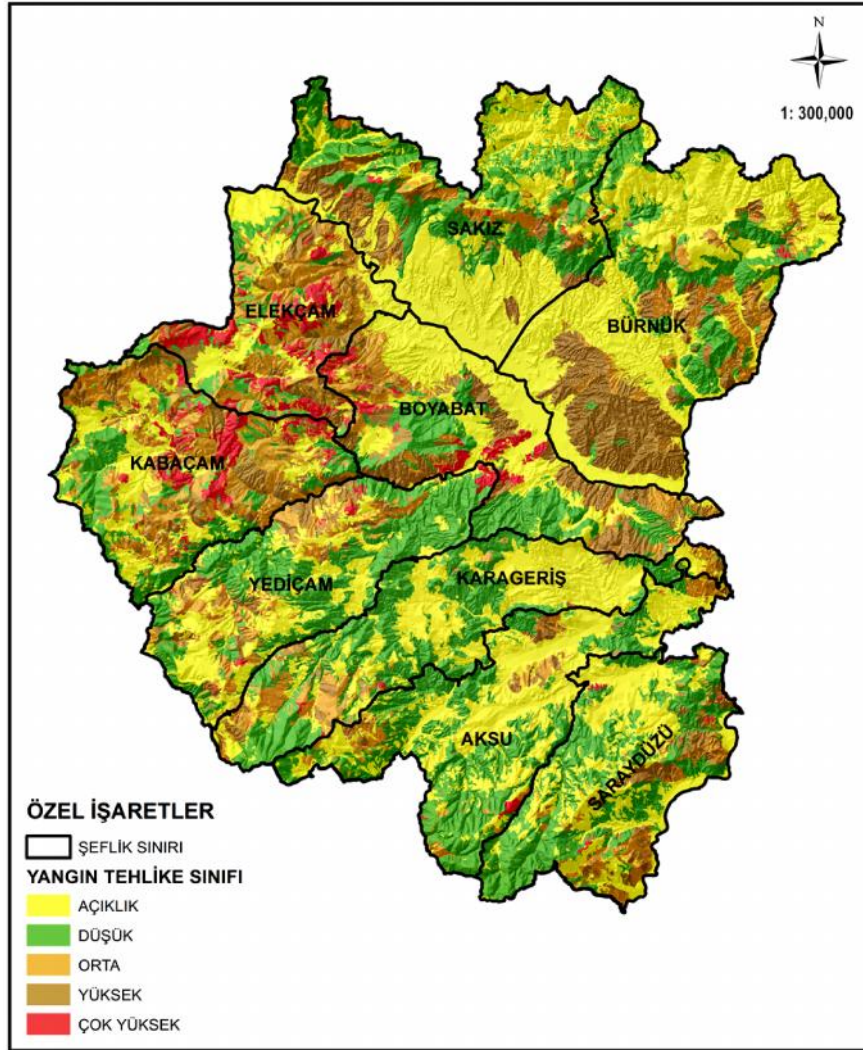 N
1: 300,000
SAKIZ
ELEKÇAM
BÜRNÜK
BOYABAT
KABAÇAM
YEDİÇAM
KARAGERİŞ
AKSU
SARAYDÜZÜ
ÖZEL İŞARETLER
ŞEFLİK SINIRI
YANGIN TEHLİKE SINIFI
AÇIKLIK
DÜŞÜK
ORTA
YÜKSEK
ÇOK YÜKSEK